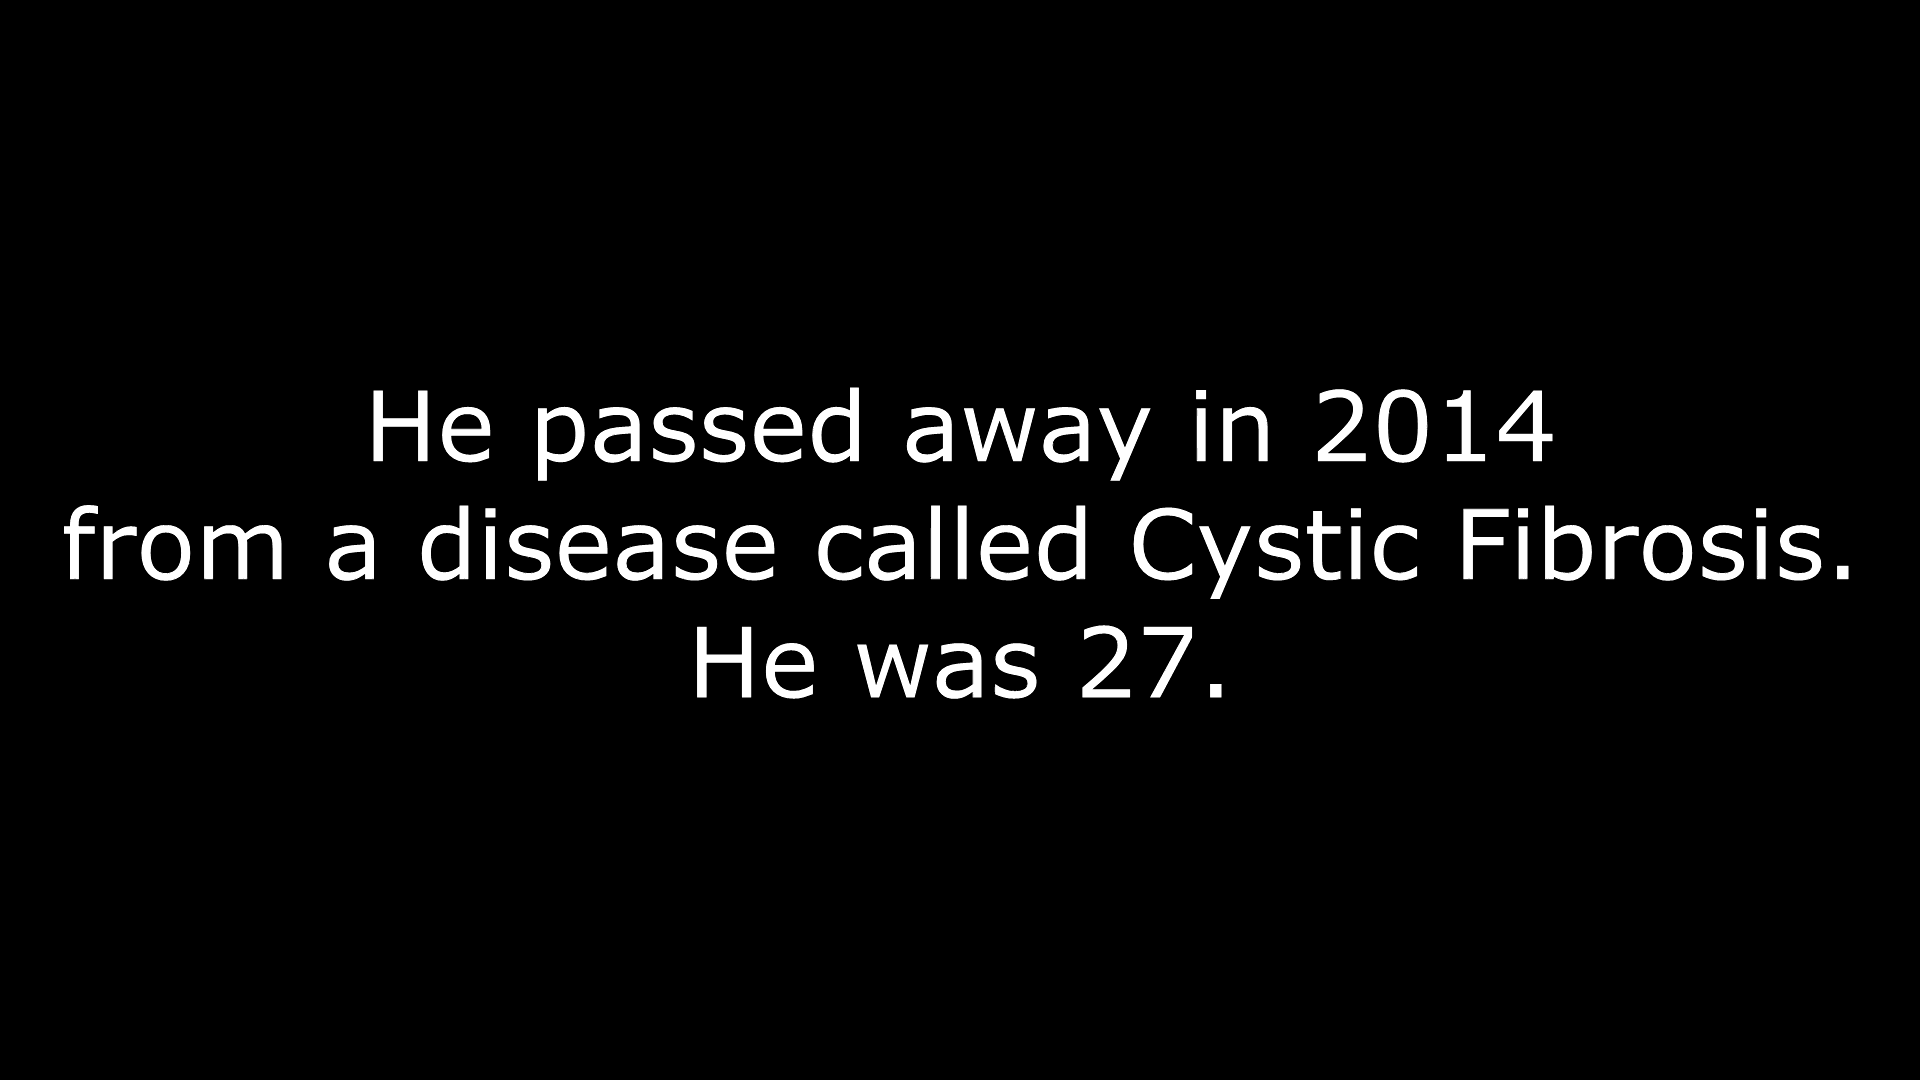 He passed away in 2014
from a disease called Cystic Fibrosis.
He was 27.